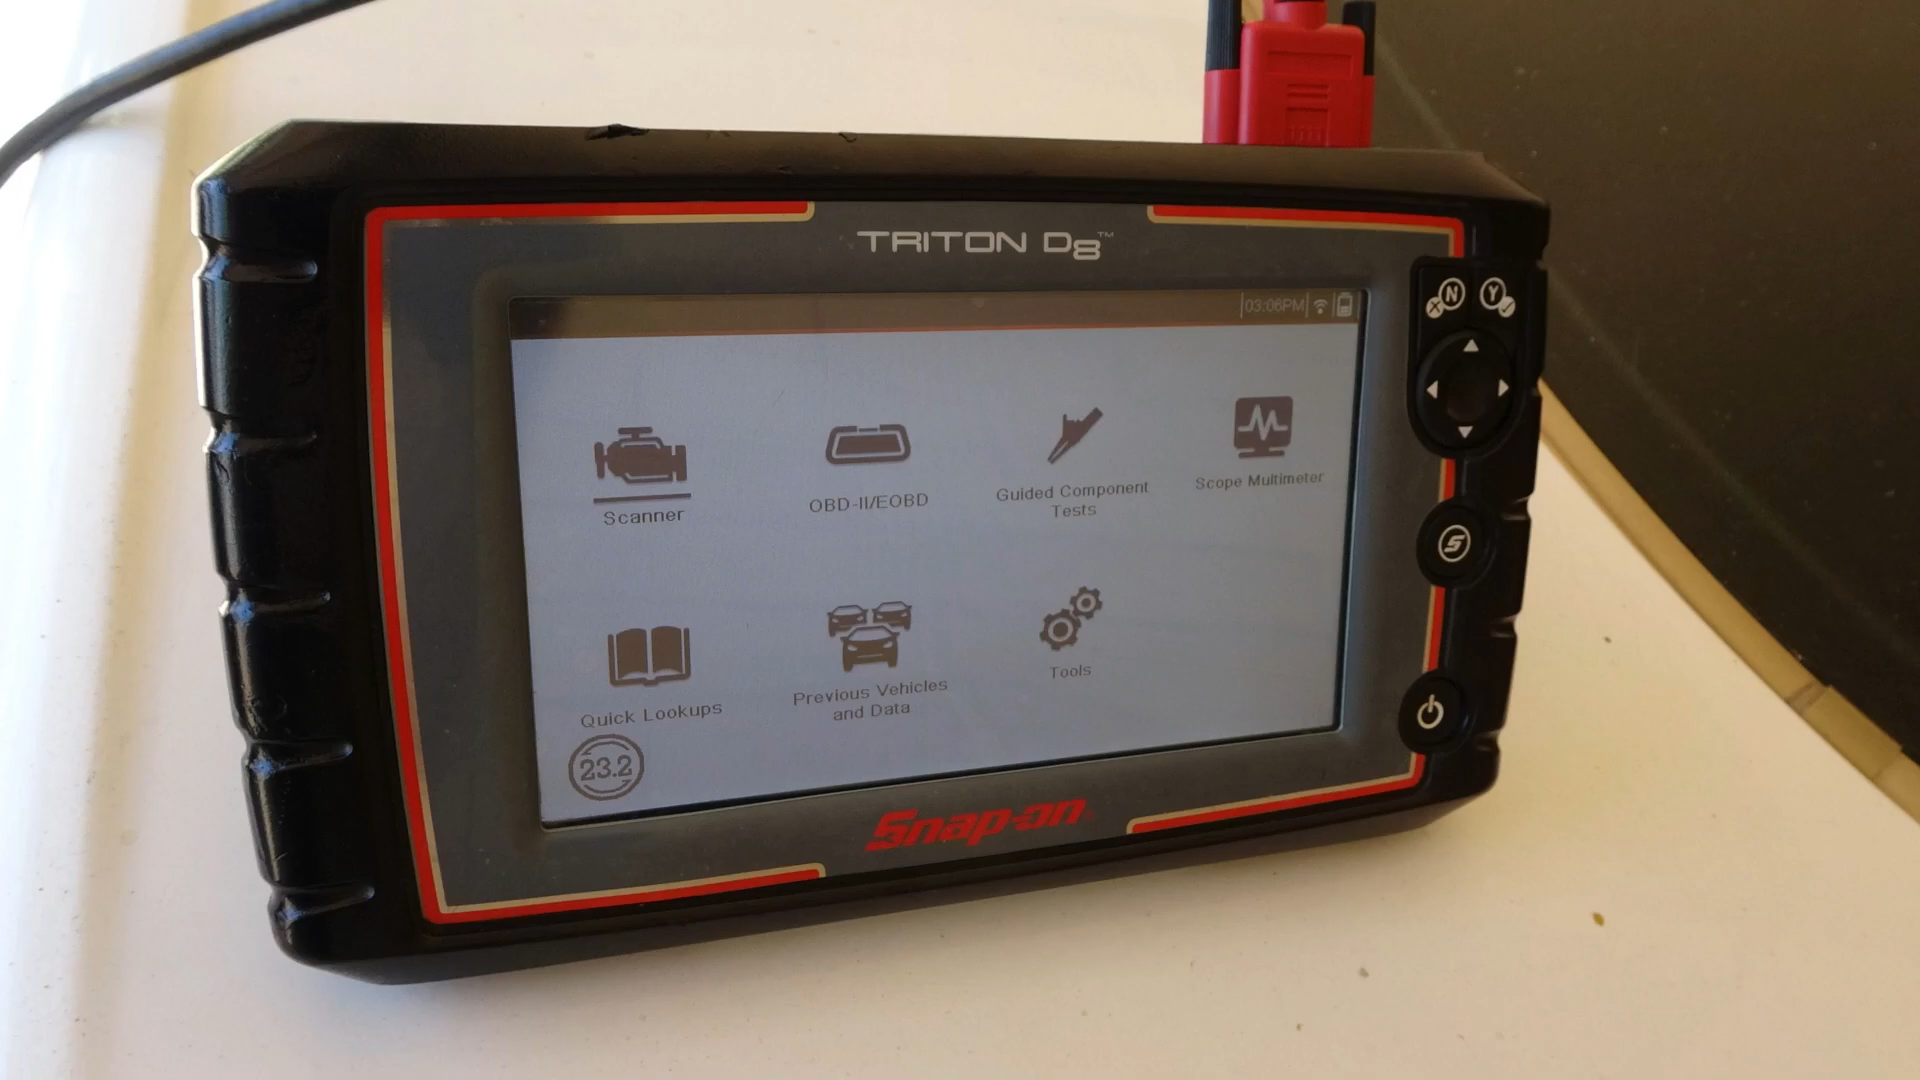 TRITON D8™
03:06PM
N
Y
Scanner
OBD-II/EOBD
Guided Component
Tests
Scope Multimeter
Quick Lookups
Previous Vehicles
and Data
Tools
23.2
S
Snap-on